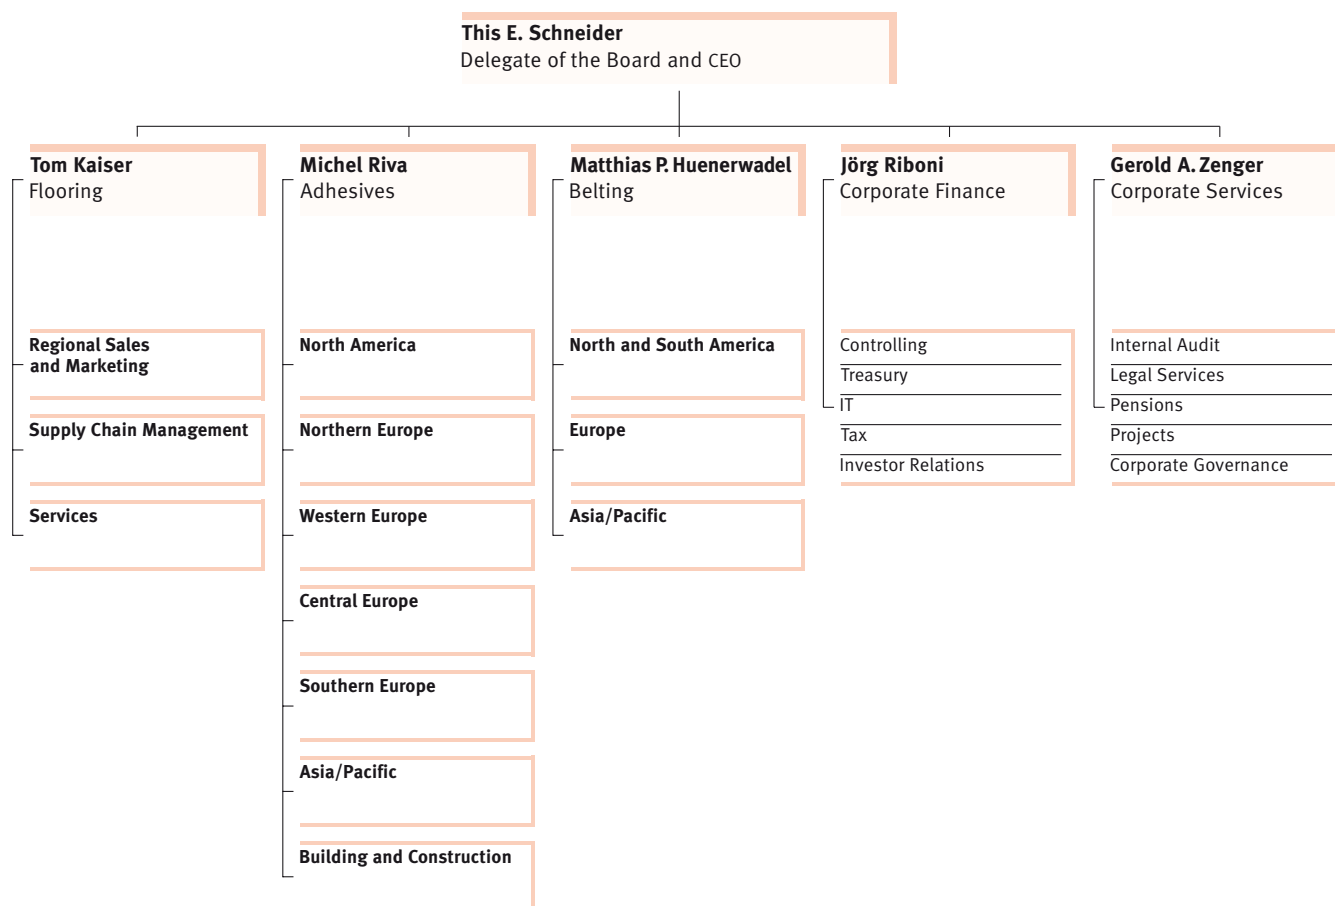 This E. Schneider
Delegate of the Board and CEO
Tom Kaiser
Flooring
Regional Sales
and Marketing
Supply Chain Management
Services
Michel Riva
Adhesives
North America
Northern Europe
Western Europe
Central Europe
Southern Europe
Asia/Pacific
Building and Construction
Matthias P. Huenerwadel
Belting
North and South America
Europe
Asia/Pacific
Jörg Riboni
Corporate Finance
Controlling
Treasury
IT
Tax
Investor Relations
Gerold A. Zenger
Corporate Services
Internal Audit
Legal Services
Pensions
Projects
Corporate Governance